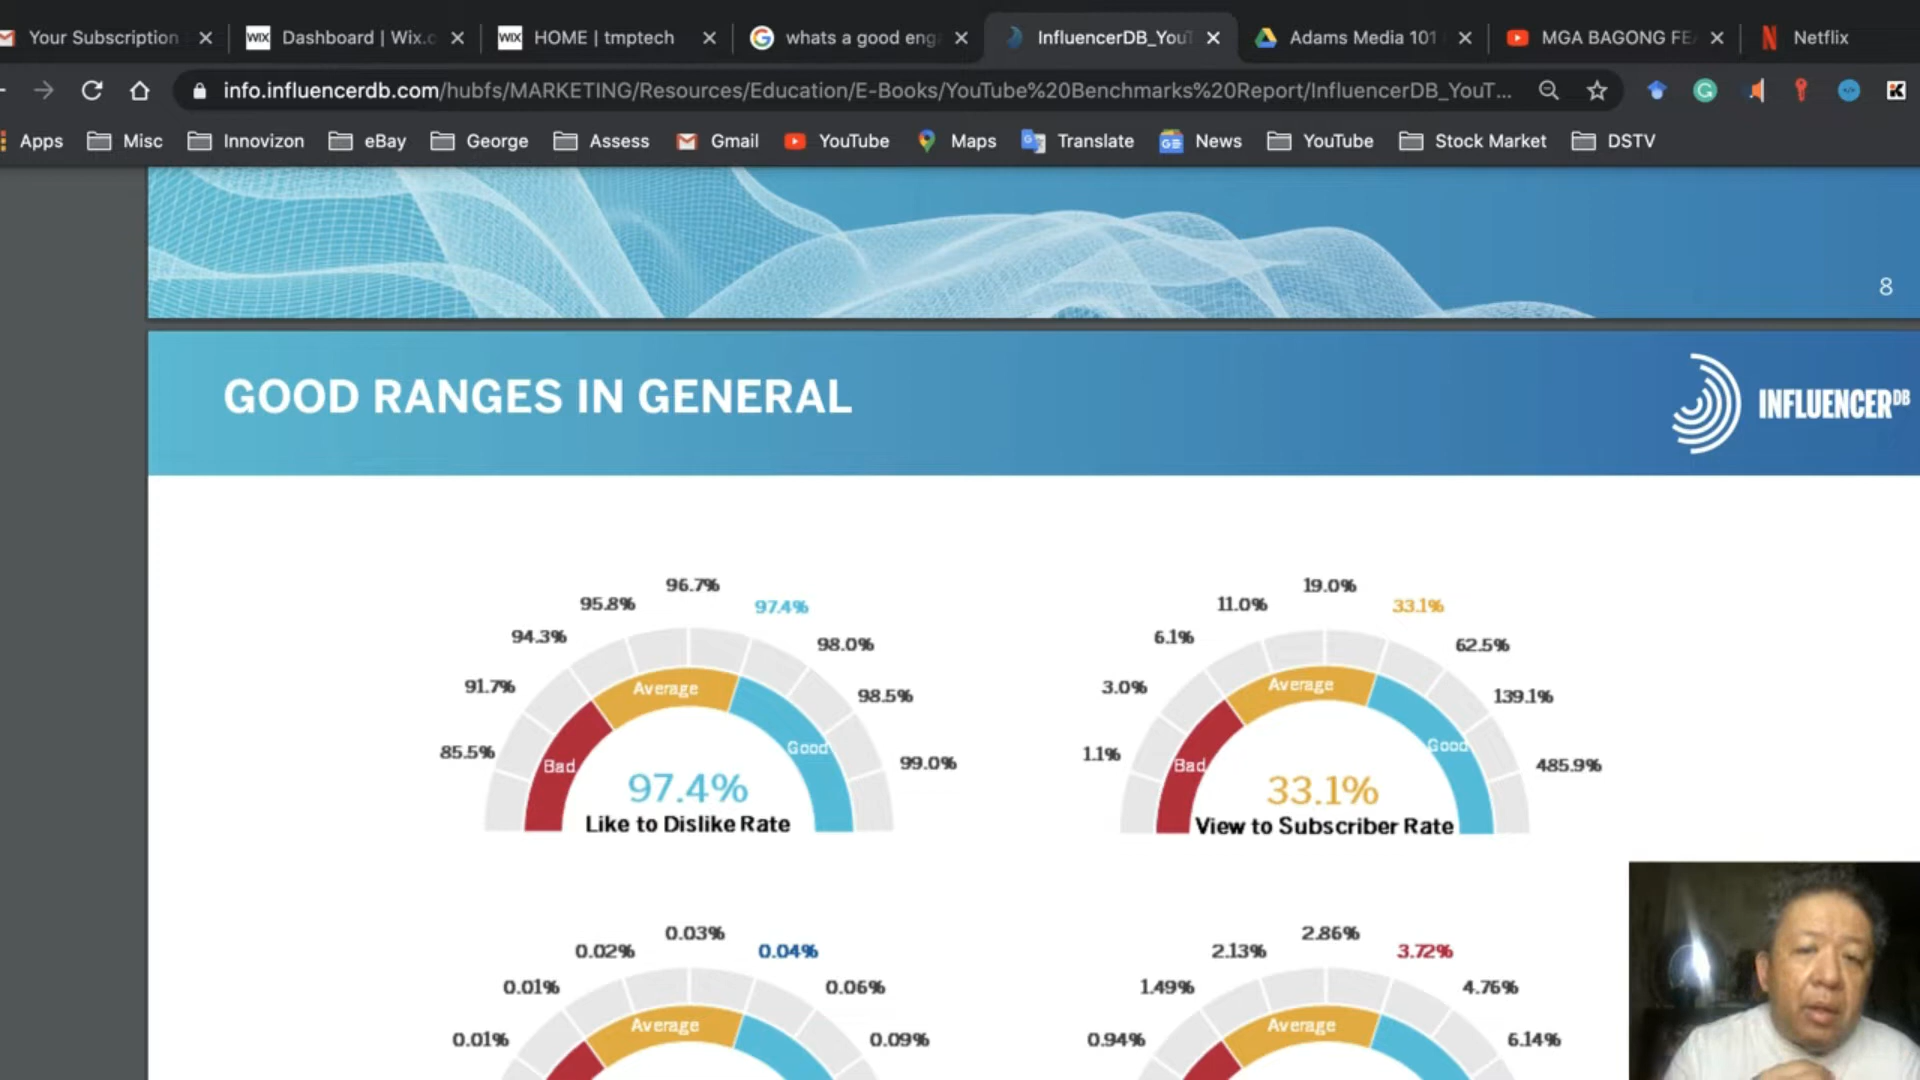 Your Subscription
WIX Dashboard | Wix.c
WIX HOME | tmptech
whats a good eng
InfluencerDB_YouT
Adams Media 101
MGA BAGONG FE
Netflix
info.influencerdb.com/hubfs/MARKETING/Resources/Education/E-Books/YouTube%20Benchmarks%20Report/InfluencerDB_YouT...
Apps Misc Innovizon eBay George Assess Gmail YouTube Maps Translate News YouTube Stock Market DSTV
8
GOOD RANGES IN GENERAL
INFLUENCERDB
85.5%
91.7%
94.3%
95.8%
96.7%
97.4%
98.0%
98.5%
99.0%
Bad
Average
Good
97.4%
Like to Dislike Rate
1.1%
3.0%
6.1%
11.0%
19.0%
33.1%
62.5%
139.1%
485.9%
Bad
Average
Good
33.1%
View to Subscriber Rate
0.01%
0.01%
0.02%
0.03%
0.04%
0.06%
0.09%
Average
0.94%
1.49%
2.13%
2.86%
3.72%
4.76%
6.14%
Average